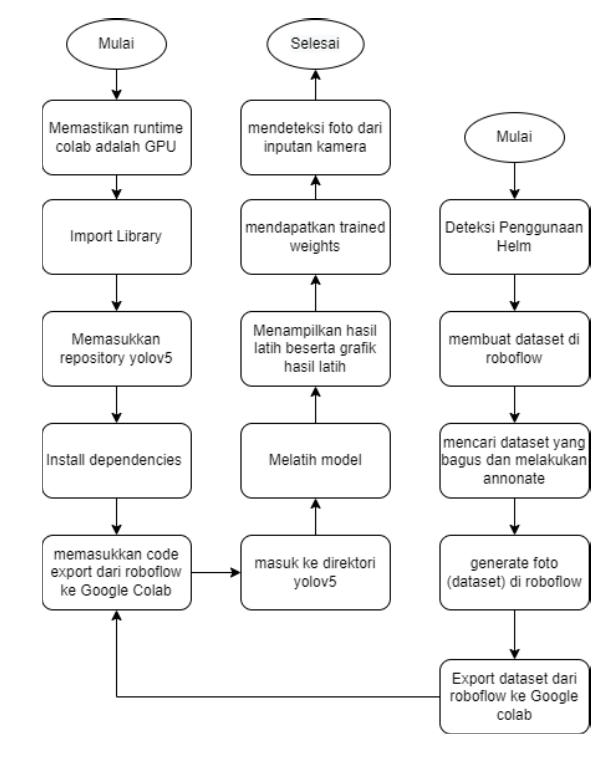 Mulai
Memastikan runtime
colab adalah GPU
Import Library
Memasukkan
repository yolov5
Install dependencies
memasukkan code
export dari roboflow
ke Google Colab
Selesai
mendeteksi foto dari
inputan kamera
mendapatkan trained
weights
Menampilkan hasil
latih beserta grafik
hasil latih
Melatih model
masuk ke direktori
yolov5
Mulai
Deteksi Penggunaan
Helm
membuat dataset di
roboflow
mencari dataset yang
bagus dan melakukan
annonate
generate foto
(dataset) di roboflow
Export dataset dari
roboflow ke Google
colab